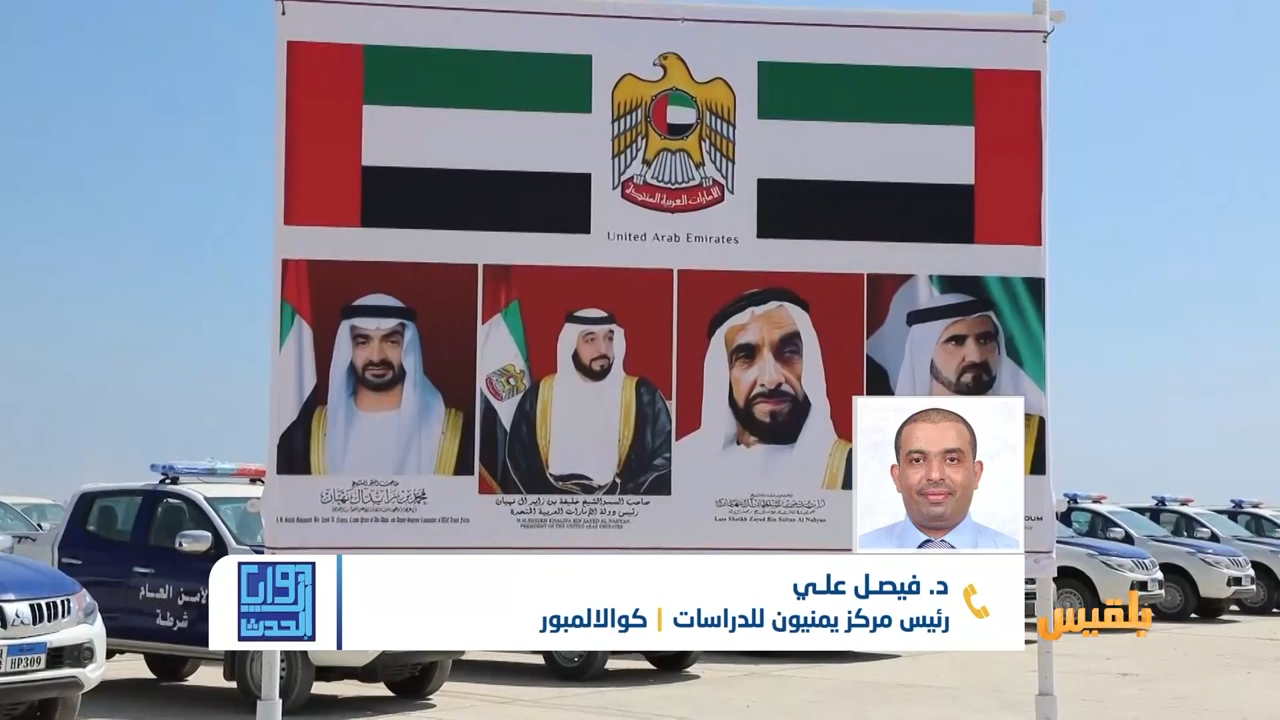 الامارات العربية المتحدة
United Arab Emirates
صاحب السمو الشيخ خليفة بن زايد آل نهيان
رئيس دولة الإمارات العربية المتحدة
H.H. SHEIKH KHALIFA BIN ZAYED AL NAHYAN
PRESIDENT OF THE UNITED ARAB EMIRATES
Late Sheikh Zayed Bin Sultan Al Nahyan
الأمن العام
شرطة
HP309
د. فيصل علي
رئيس مركز يمنيون للدراسات | كوالالمبور
الحدث
بلقيس